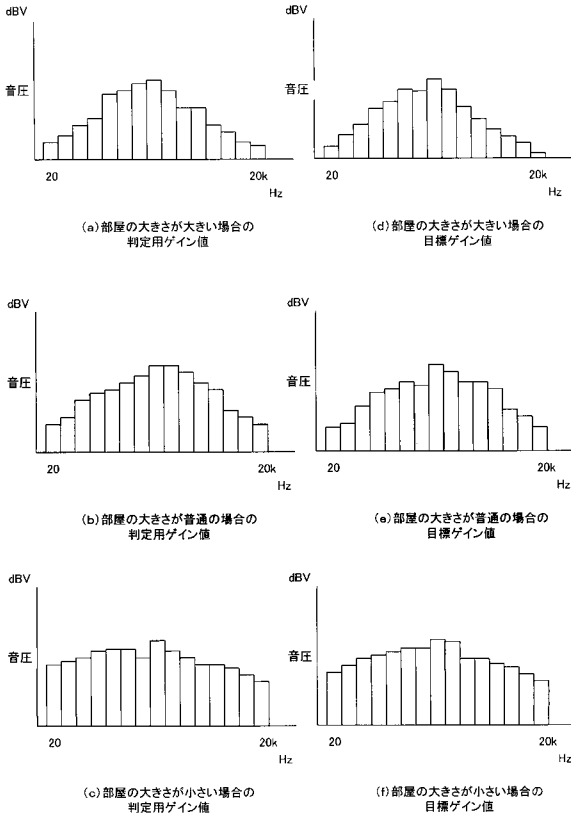 dBV
音圧
20
20k
Hz
(a)部屋の大きさが大きい場合の
判定用ゲイン値
dBV
音圧
20
20k
Hz
(d)部屋の大きさが大きい場合の
目標ゲイン値
dBV
音圧
20
20k
Hz
(b)部屋の大きさが普通の場合の
判定用ゲイン値
dBV
音圧
20
20k
Hz
(e)部屋の大きさが普通の場合の
目標ゲイン値
dBV
音圧
20
20k
Hz
(c)部屋の大きさが小さい場合の
判定用ゲイン値
dBV
音圧
20
20k
Hz
(f)部屋の大きさが小さい場合の
目標ゲイン値